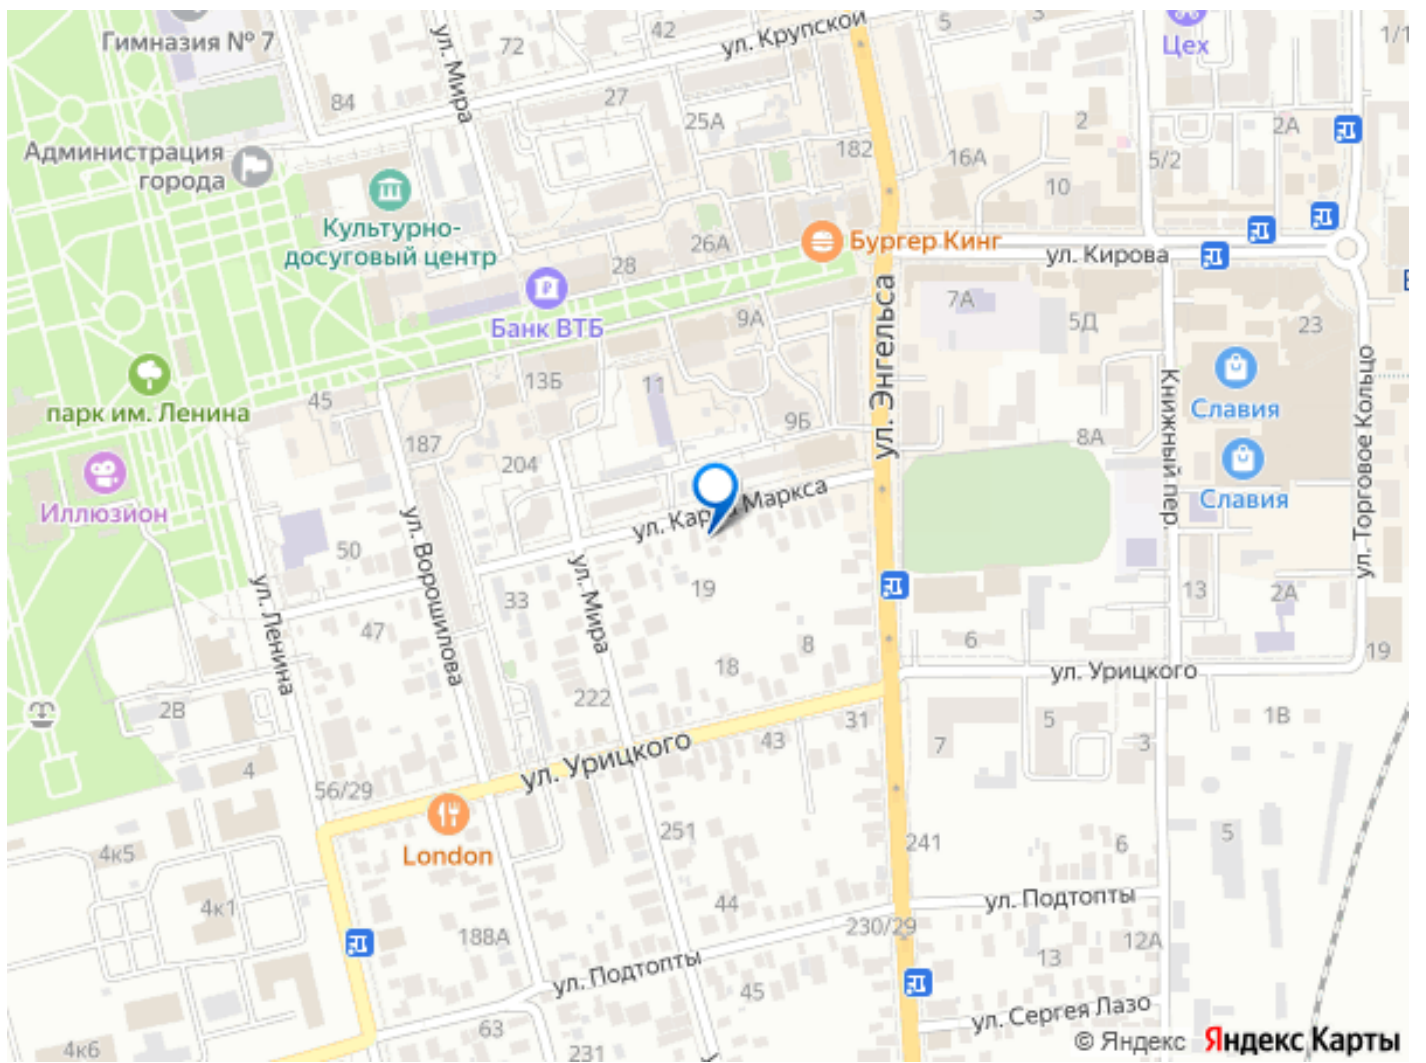 Гимназия № 7
ул. Мира
72
42
ул. Крупской
5
3
Цех
1/1
84
27
25А
182
2
2А
Администрация
города
16А
5/2
10
Культурно-
досуговый центр
26А
Бургер Кинг
ул. Кирова
28
Банк ВТБ
9А
ул. Энгельса
7А
5Д
23
парк им. Ленина
45
13Б
11
9Б
187
204
8А
Книжный пер.
Славия
Славия
ул. Торговое Кольцо
Иллюзион
50
ул. Ленина
ул. Ворошилова
ул. Карла Маркса
ул. Мира
33
19
47
8
18
6
13
2А
19
ул. Урицкого
2В
222
31
43
7
5
3
1В
4
56/29
ул. Урицкого
London
251
241
6
5
4к5
4к1
44
230/29
ул. Подтопты
188А
12А
13
ул. Подтопты
45
63
231
4к6
ул. Сергея Лазо
© Яндекс Яндекс Карты